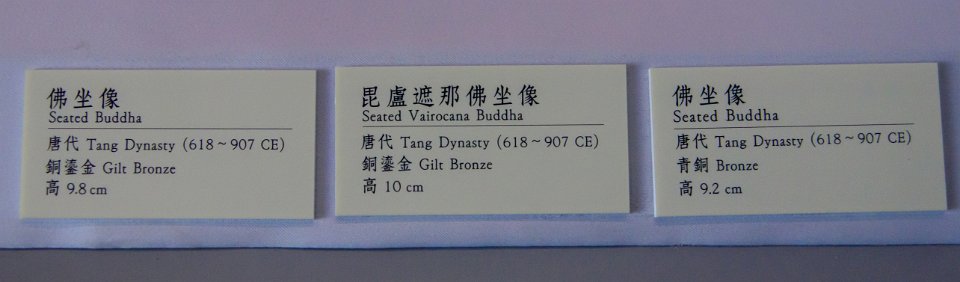 佛坐像
Seated Buddha
唐代 Tang Dynasty (618~907 CE)
銅鎏金 Gilt Bronze
高 9.8 cm
毘盧遮那佛坐像
Seated Vairocana Buddha
唐代 Tang Dynasty (618~907 CE)
銅鎏金 Gilt Bronze
高 10 cm
佛坐像
Seated Buddha
唐代 Tang Dynasty (618~907 CE)
青銅 Bronze
高 9.2 cm